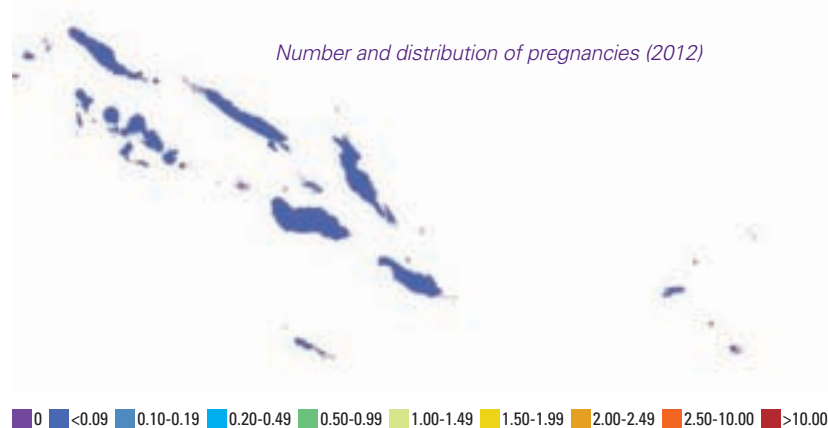 Number and distribution of pregnancies (2012)
0 <0.09 0.10-0.19 0.20-0.49 0.50-0.99 1.00-1.49 1.50-1.99 2.00-2.49 2.50-10.00 >10.00